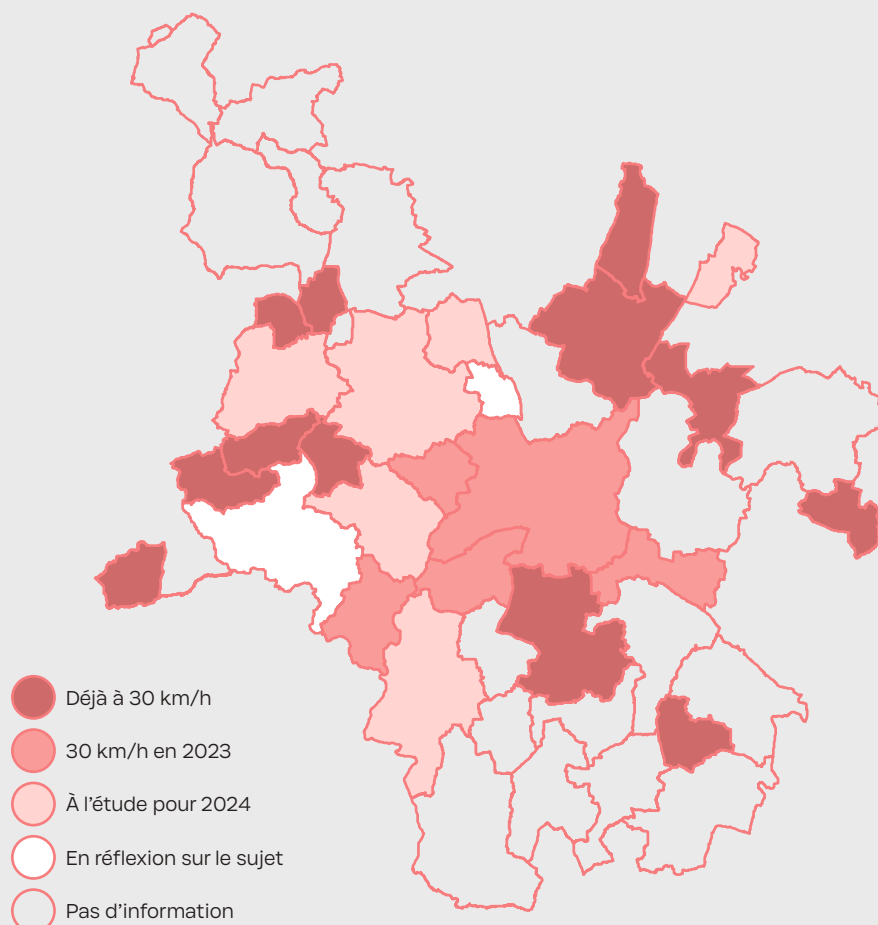 Déjà à 30 km/h
30 km/h en 2023
À l’étude pour 2024
En réflexion sur le sujet
Pas d’information